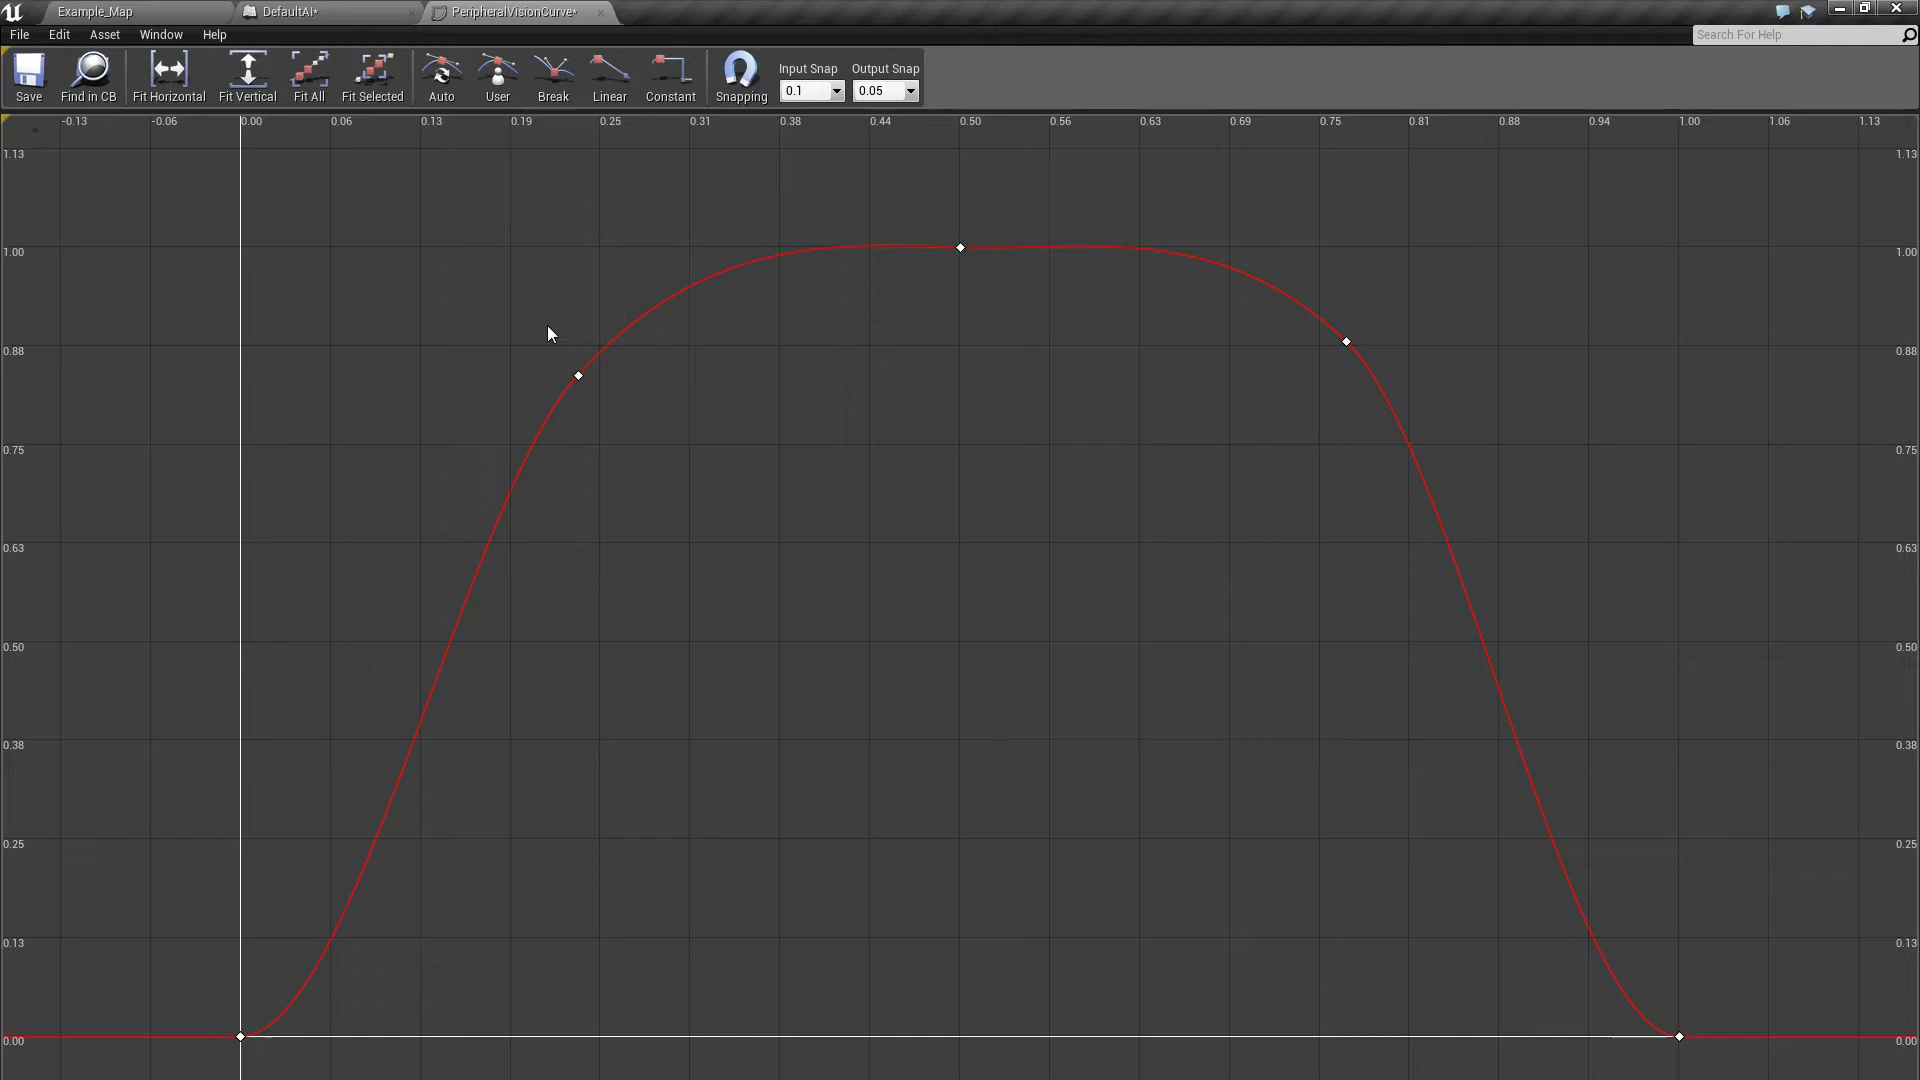 Example_Map DefaultAI* PeripheralVisionCurve*
File Edit Asset Window Help Search For Help
Save Find in CB Fit Horizontal Fit Vertical Fit All Fit Selected Auto User Break Linear Constant Snapping Input Snap 0.1 Output Snap 0.05
-0.13 -0.06 0.00 0.06 0.13 0.19 0.25 0.31 0.38 0.44 0.50 0.56 0.63 0.69 0.75 0.81 0.88 0.94 1.00 1.06 1.13
1.13 1.13
1.00 1.00
0.88 0.88
0.75 0.75
0.63 0.63
0.50 0.50
0.38 0.38
0.25 0.25
0.13 0.13
0.00 0.00